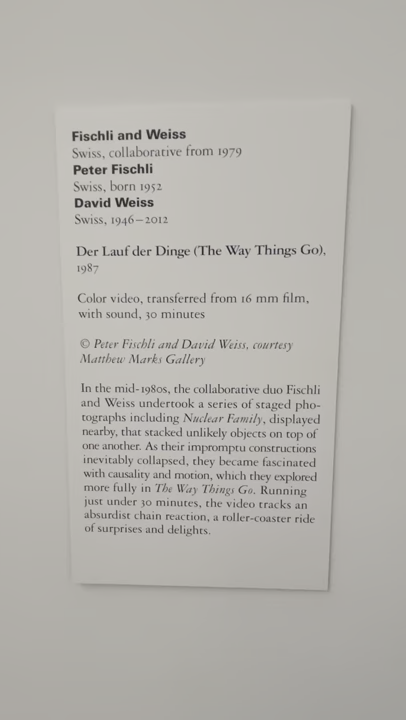 Fischli and Weiss
Swiss, collaborative from 1979
Peter Fischli
Swiss, born 1952
David Weiss
Swiss, 1946–2012
Der Lauf der Dinge (The Way Things Go),
1987
Color video, transferred from 16 mm film,
with sound, 30 minutes
© Peter Fischli and David Weiss, courtesy
Matthew Marks Gallery
In the mid-1980s, the collaborative duo Fischli
and Weiss undertook a series of staged pho-
tographs including Nuclear Family, displayed
nearby, that stacked unlikely objects on top of
one another. As their impromptu constructions
inevitably collapsed, they became fascinated
with causality and motion, which they explored
more fully in The Way Things Go. Running
just under 30 minutes, the video tracks an
absurdist chain reaction, a roller-coaster ride
of surprises and delights.